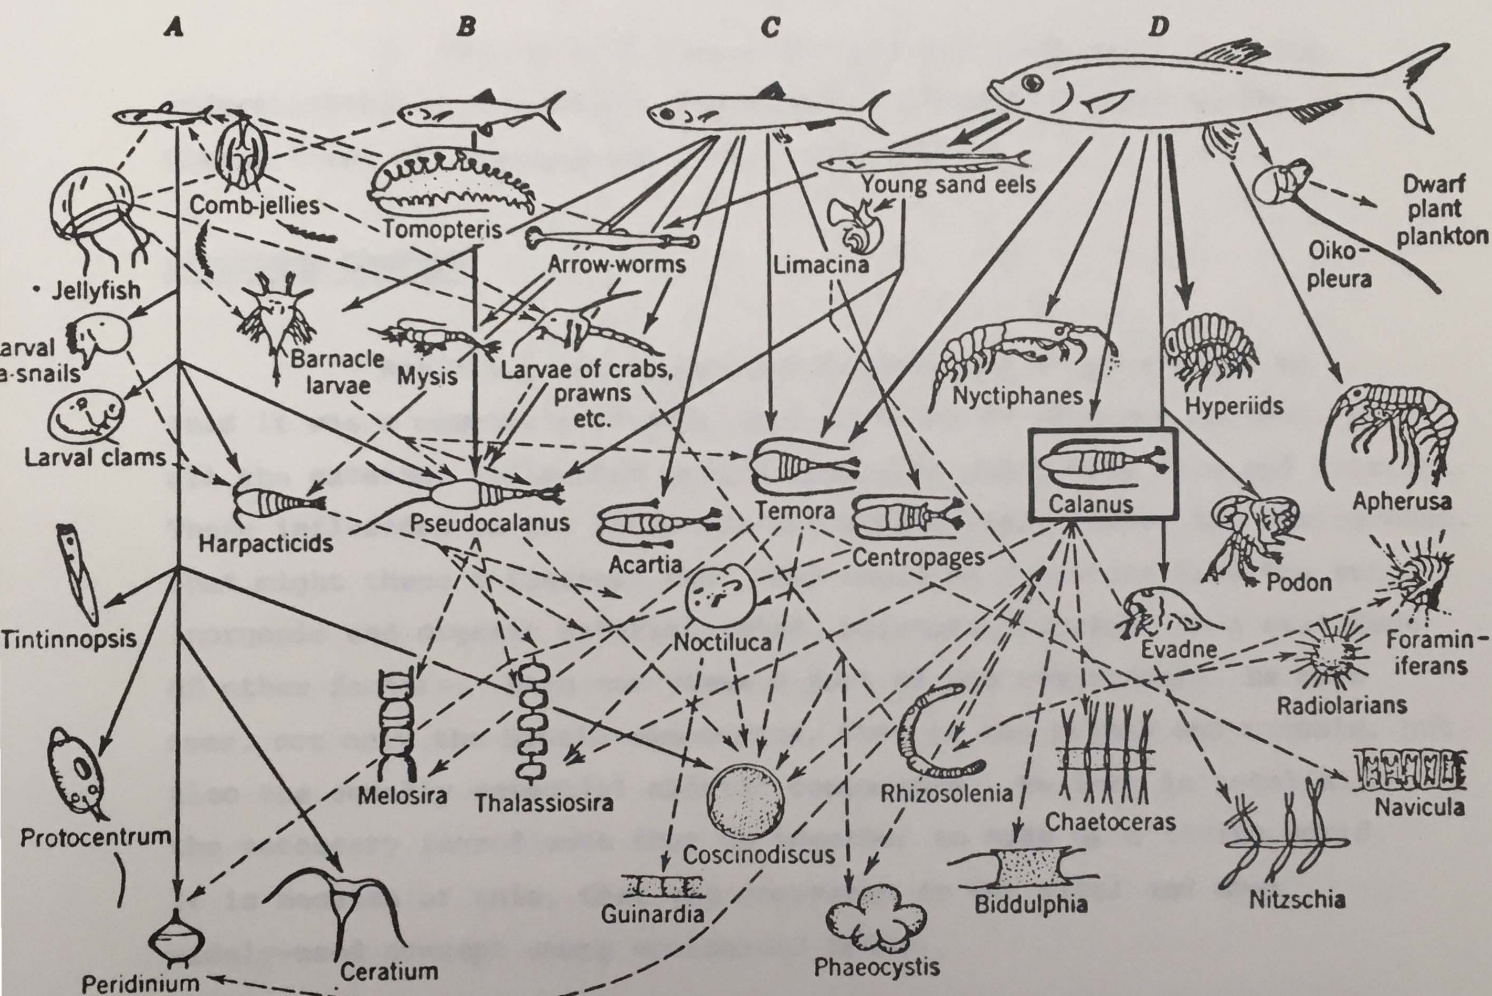 A B C D
Young sand eels
Comb-jellies
Tomopteris
Dwarf
plant
plankton
Oiko-
pleura
Arrow-worms
Limacina
Jellyfish
arval
a-snails
Barnacle
larvae
Mysis
Larvae of crabs,
prawns
etc.
Nyctiphanes
Hyperiids
Larval clams
Apherusa
Calanus
Temora
Pseudocalanus
Harpacticids
Acartia
Centropages
Podon
Tintinnopsis
Noctiluca
Evadne
Foramin-
iferans
Radiolarians
Melosira
Thalassiosira
Rhizosolenia
Chaetoceras
Navicula
Protocentrum
Coscinodiscus
Guinardia
Biddulphia
Nitzschia
Phaeocystis
Ceratium
Peridinium